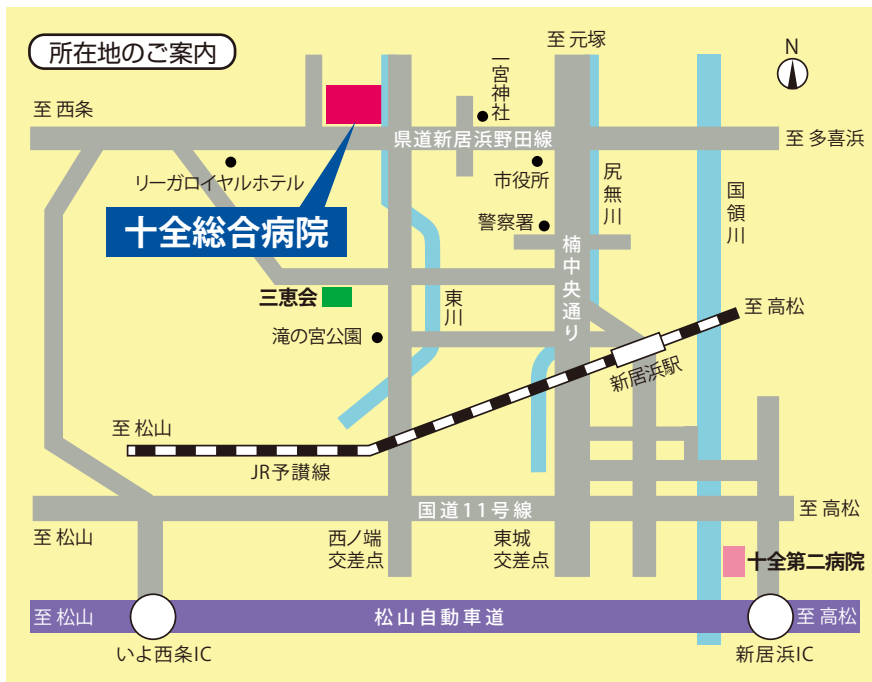 所在地のご案内
至 元塚
N
至 西条
一宮神社
県道新居浜野田線
至 多喜浜
リーガロイヤルホテル
市役所
尻無川
国領川
十全総合病院
警察署
楠中央通り
三恵会
東川
滝の宮公園
至 高松
新居浜駅
至 松山
JR予讃線
国道11号線
至 高松
至 松山
西ノ端
交差点
東城
交差点
十全第二病院
至 松山
松山自動車道
至 高松
いよ西条IC
新居浜IC